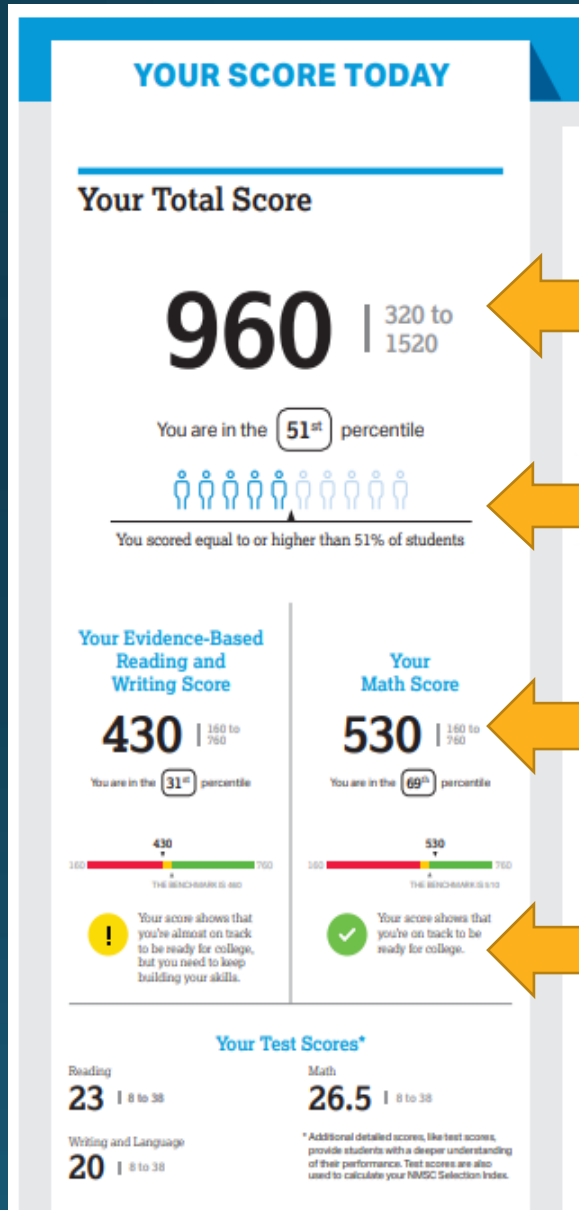 YOUR SCORE TODAY
Your Total Score
960 | 320 to
1520
You are in the 51st percentile
You scored equal to or higher than 51% of students
Your Evidence-Based
Reading and
Writing Score
430 | 160 to
760
You are in the 31st percentile
430
160 760
THE BENCHMARK IS 460
! Your score shows that
you're almost on track
to be ready for college,
but you need to keep
building your skills.
Your
Math Score
530 | 160 to
760
You are in the 69th percentile
530
160 760
THE BENCHMARK IS 510
Your score shows that
you're on track to be
ready for college.
Your Test Scores*
Reading
23 | 8 to 38
Writing and Language
20 | 8 to 38
Math
26.5 | 8 to 38
* Additional detailed scores, like test scores,
provide students with a deeper understanding
of their performance. Test scores are also
used to calculate your NMSC Selection Index.